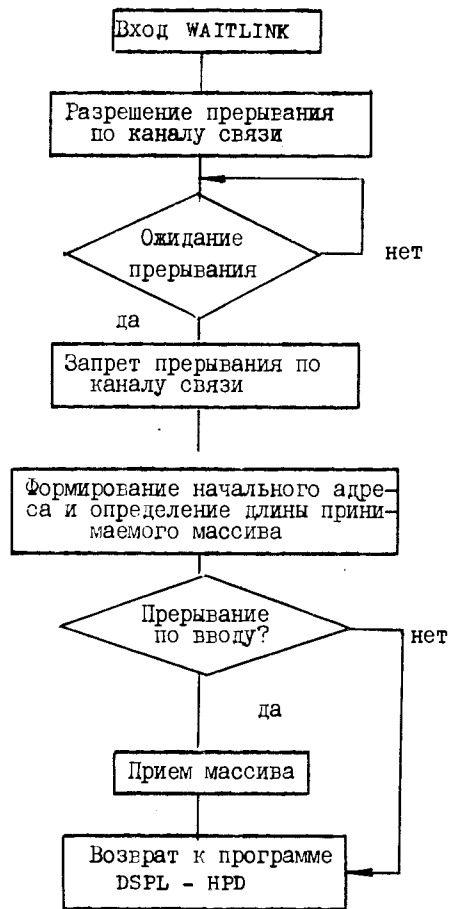 Вход WAITLINK
Разрешение прерывания
по каналу связи
Ожидание
прерывания
нет
да
Запрет прерывания по
каналу связи
Формирование начального адре-
са и определение длины прини-
маемого массива
Прерывание
по вводу?
нет
да
Прием массива
Возврат к программе
DSPL - HPD